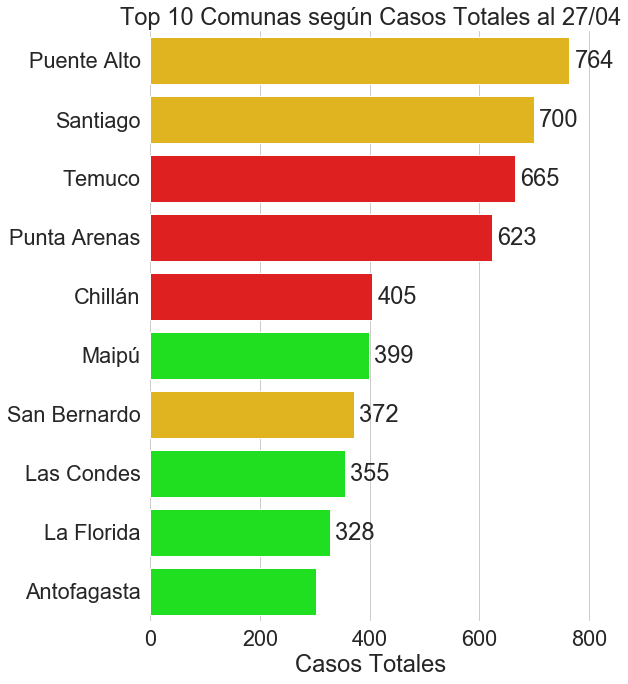 Top 10 Comunas según Casos Totales al 27/04
Puente Alto 764
Santiago 700
Temuco 665
Punta Arenas 623
Chillán 405
Maipú 399
San Bernardo 372
Las Condes 355
La Florida 328
Antofagasta
0 200 400 600 800
Casos Totales